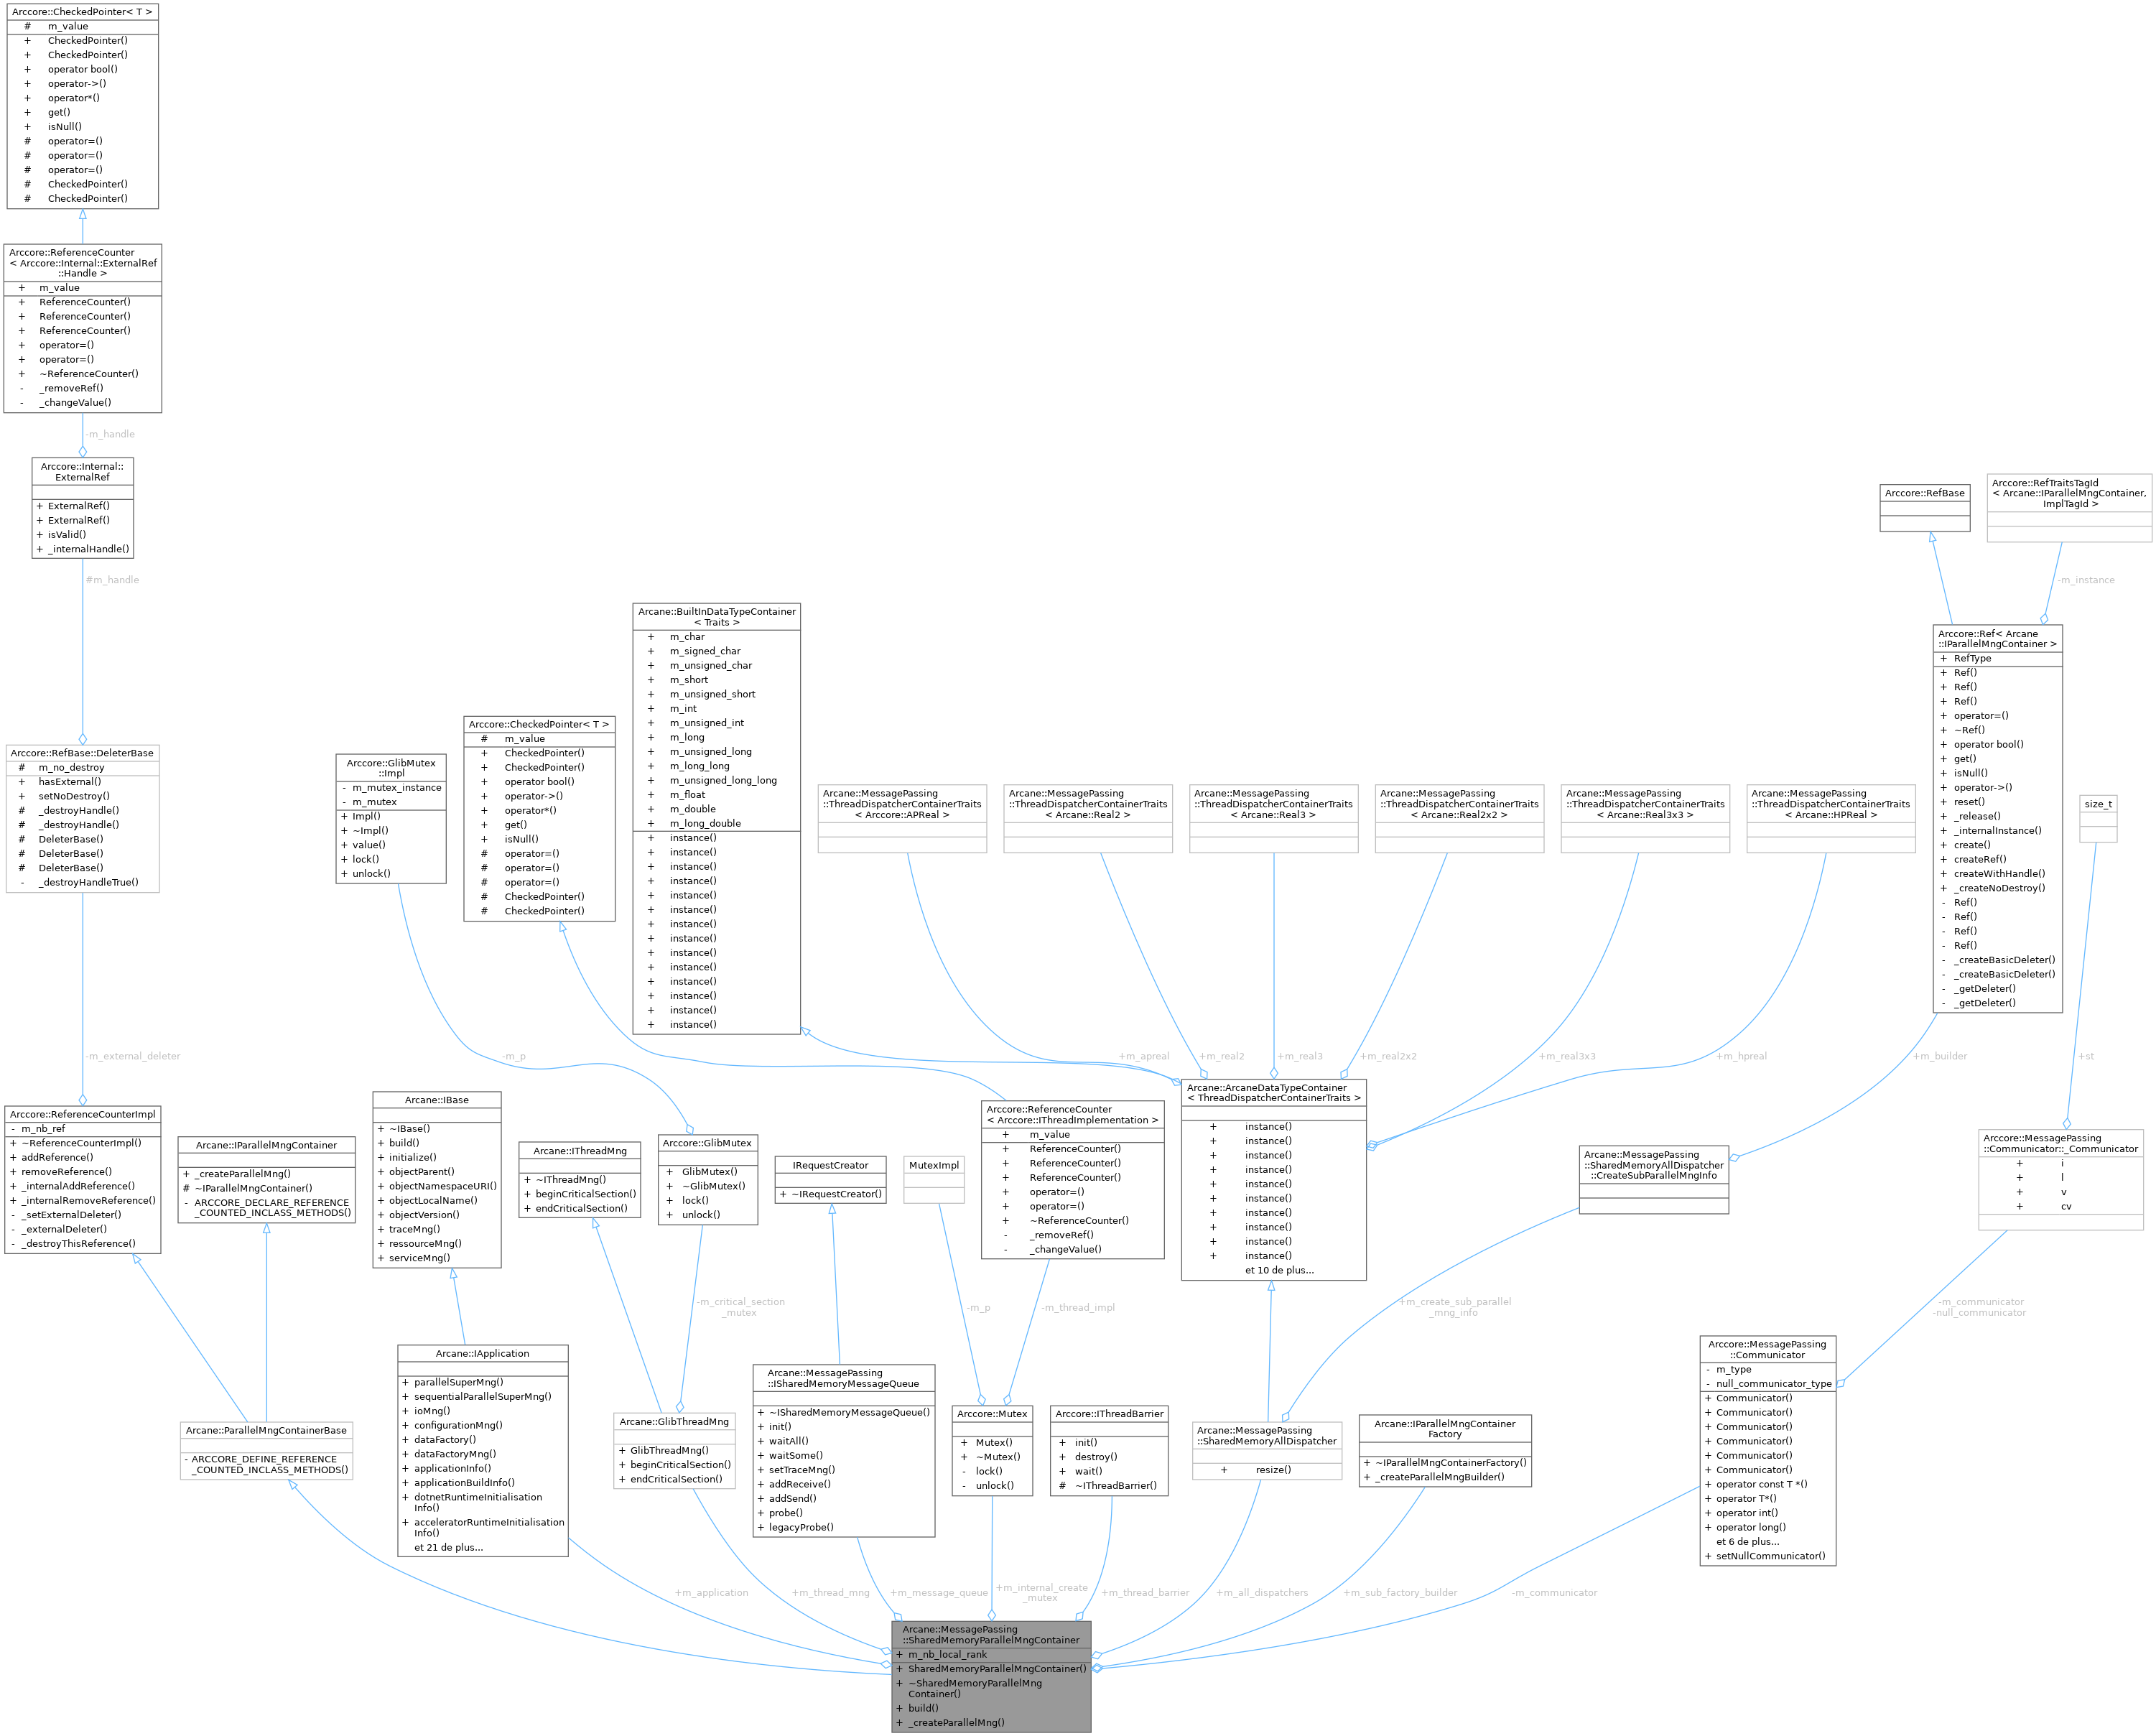 Arccore::CheckedPointer< T >
# m_value
+ CheckedPointer()
+ CheckedPointer()
+ operator bool()
+ operator->()
+ operator*()
+ get()
+ isNull()
# operator=()
# operator=()
# operator=()
# CheckedPointer()
# CheckedPointer()
Arccore::ReferenceCounter
< Arccore::Internal::ExternalRef
::Handle >
+ m_value
+ ReferenceCounter()
+ ReferenceCounter()
+ ReferenceCounter()
+ operator=()
+ operator=()
+ ~ReferenceCounter()
- _removeRef()
- _changeValue()
-m_handle
Arccore::Internal::
ExternalRef
+ ExternalRef()
+ ExternalRef()
+ isValid()
+ _internalHandle()
#m_handle
Arccore::RefBase::DeleterBase
# m_no_destroy
+ hasExternal()
+ setNoDestroy()
# _destroyHandle()
# _destroyHandle()
# DeleterBase()
# DeleterBase()
# DeleterBase()
- _destroyHandleTrue()
-m_external_deleter
Arccore::ReferenceCounterImpl
- m_nb_ref
+ ~ReferenceCounterImpl()
+ addReference()
+ removeReference()
+ _internalAddReference()
+ _internalRemoveReference()
- _setExternalDeleter()
- _externalDeleter()
- _destroyThisReference()
Arcane::IParallelMngContainer
+ _createParallelMng()
# ~IParallelMngContainer()
- ARCCORE_DECLARE_REFERENCE
_COUNTED_INCLASS_METHODS()
Arcane::ParallelMngContainerBase
- ARCCORE_DEFINE_REFERENCE
_COUNTED_INCLASS_METHODS()
Arcane::IBase
+ ~IBase()
+ build()
+ initialize()
+ objectParent()
+ objectNamespaceURI()
+ objectLocalName()
+ objectVersion()
+ traceMng()
+ ressourceMng()
+ serviceMng()
Arcane::IApplication
+ parallelSuperMng()
+ sequentialParallelSuperMng()
+ ioMng()
+ configurationMng()
+ dataFactory()
+ dataFactoryMng()
+ applicationInfo()
+ applicationBuildInfo()
+ dotnetRuntimeInitialisation
Info()
+ acceleratorRuntimeInitialisation
Info()
et 21 de plus...
+m_application
Arccore::GlibMutex
::Impl
- m_mutex_instance
- m_mutex
+ Impl()
+ ~Impl()
+ value()
+ lock()
+ unlock()
-m_p
Arcane::IThreadMng
+ ~IThreadMng()
+ beginCriticalSection()
+ endCriticalSection()
Arccore::GlibMutex
+ GlibMutex()
+ ~GlibMutex()
+ lock()
+ unlock()
-m_critical_section
_mutex
Arcane::GlibThreadMng
+ GlibThreadMng()
+ beginCriticalSection()
+ endCriticalSection()
+m_thread_mng
Arccore::CheckedPointer< T >
# m_value
+ CheckedPointer()
+ CheckedPointer()
+ operator bool()
+ operator->()
+ operator*()
+ get()
+ isNull()
# operator=()
# operator=()
# operator=()
# CheckedPointer()
# CheckedPointer()
Arcane::BuiltInDataTypeContainer
< Traits >
+ m_char
+ m_signed_char
+ m_unsigned_char
+ m_short
+ m_unsigned_short
+ m_int
+ m_unsigned_int
+ m_long
+ m_unsigned_long
+ m_long_long
+ m_unsigned_long_long
+ m_float
+ m_double
+ m_long_double
+ instance()
+ instance()
+ instance()
+ instance()
+ instance()
+ instance()
+ instance()
+ instance()
+ instance()
+ instance()
+ instance()
+ instance()
+ instance()
+ instance()
IRequestCreator
+ ~IRequestCreator()
Arcane::MessagePassing
::ISharedMemoryMessageQueue
+ ~ISharedMemoryMessageQueue()
+ init()
+ waitAll()
+ waitSome()
+ setTraceMng()
+ addReceive()
+ addSend()
+ probe()
+ legacyProbe()
+m_message_queue
MutexImpl
-m_p
Arccore::ReferenceCounter
< Arccore::IThreadImplementation >
+ m_value
+ ReferenceCounter()
+ ReferenceCounter()
+ ReferenceCounter()
+ operator=()
+ operator=()
+ ~ReferenceCounter()
- _removeRef()
- _changeValue()
-m_thread_impl
Arccore::Mutex
+ Mutex()
+ ~Mutex()
- lock()
- unlock()
+m_internal_create
_mutex
Arccore::IThreadBarrier
+ init()
+ destroy()
+ wait()
# ~IThreadBarrier()
+m_thread_barrier
Arcane::MessagePassing
::ThreadDispatcherContainerTraits
< Arccore::APReal >
+m_apreal
Arcane::MessagePassing
::ThreadDispatcherContainerTraits
< Arcane::Real2 >
+m_real2
Arcane::MessagePassing
::ThreadDispatcherContainerTraits
< Arcane::Real3 >
+m_real3
Arcane::MessagePassing
::ThreadDispatcherContainerTraits
< Arcane::Real2x2 >
+m_real2x2
Arcane::MessagePassing
::ThreadDispatcherContainerTraits
< Arcane::Real3x3 >
+m_real3x3
Arcane::MessagePassing
::ThreadDispatcherContainerTraits
< Arcane::HPReal >
+m_hpreal
Arcane::ArcaneDataTypeContainer
< ThreadDispatcherContainerTraits >
+ instance()
+ instance()
+ instance()
+ instance()
+ instance()
+ instance()
+ instance()
+ instance()
+ instance()
+ instance()
et 10 de plus...
Arcane::MessagePassing
::SharedMemoryAllDispatcher
+ resize()
+m_all_dispatchers
Arccore::RefBase
Arccore::RefTraitsTagId
< Arcane::IParallelMngContainer,
ImplTagId >
-m_instance
Arccore::Ref< Arcane
::IParallelMngContainer >
+ RefType
+ Ref()
+ Ref()
+ Ref()
+ operator=()
+ ~Ref()
+ operator bool()
+ get()
+ isNull()
+ operator->()
+ reset()
+ _release()
+ _internalInstance()
+ create()
+ createRef()
+ createWithHandle()
+ _createNoDestroy()
- Ref()
- Ref()
- Ref()
- Ref()
- _createBasicDeleter()
- _createBasicDeleter()
- _getDeleter()
- _getDeleter()
+m_builder
Arcane::MessagePassing
::SharedMemoryAllDispatcher
::CreateSubParallelMngInfo
+m_create_sub_parallel
_mng_info
Arcane::IParallelMngContainer
Factory
+ ~IParallelMngContainerFactory()
+ _createParallelMngBuilder()
+m_sub_factory_builder
size_t
+st
Arccore::MessagePassing
::Communicator::_Communicator
+ i
+ l
+ v
+ cv
-m_communicator
-null_communicator
Arccore::MessagePassing
::Communicator
- m_type
- null_communicator_type
+ Communicator()
+ Communicator()
+ Communicator()
+ Communicator()
+ Communicator()
+ Communicator()
+ operator const T *()
+ operator T*()
+ operator int()
+ operator long()
et 6 de plus...
+ setNullCommunicator()
-m_communicator
Arcane::MessagePassing
::SharedMemoryParallelMngContainer
+ m_nb_local_rank
+ SharedMemoryParallelMngContainer()
+ ~SharedMemoryParallelMng
Container()
+ build()
+ _createParallelMng()